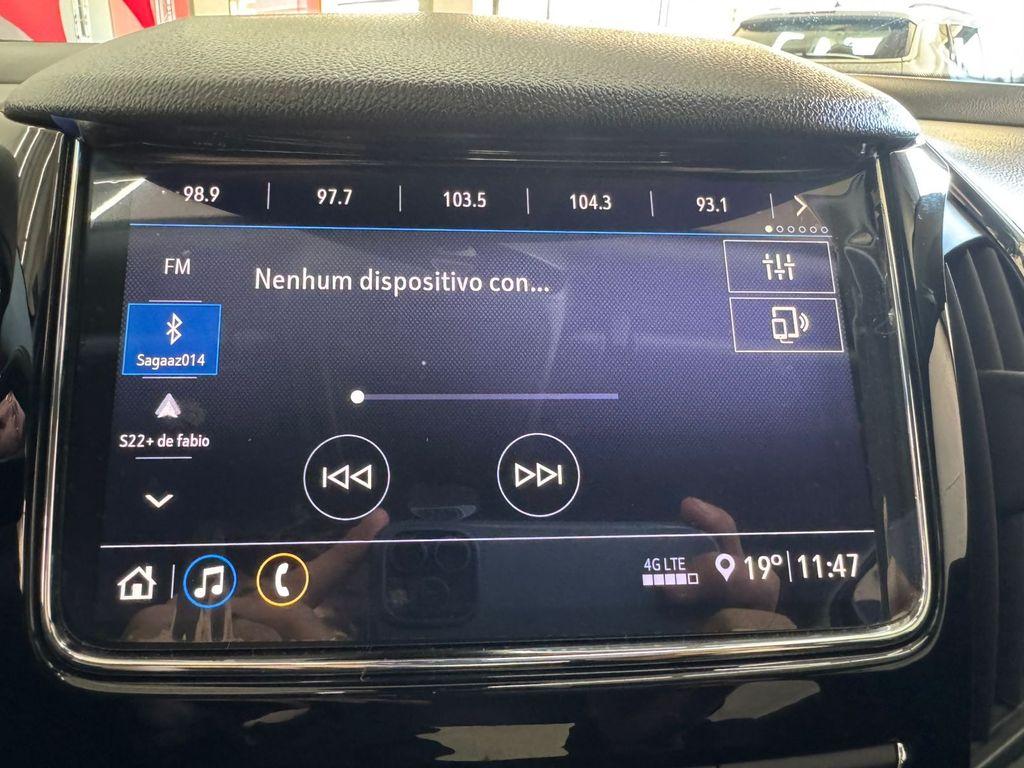 98.9 97.7 103.5 104.3 93.1
FM
Nenhum dispositivo con...
Sagaaz014
S22+ de fabio
4G LTE 19° 11:47